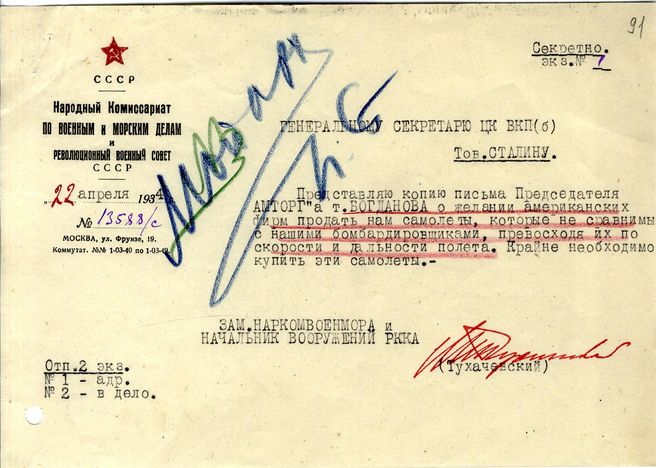 91
Секретно.
экз.№ 1
СССР
Народный Комиссариат
ПО ВОЕННЫМ И МОРСКИМ ДЕЛАМ
и
РЕВОЛЮЦИОННЫЙ ВОЕННЫЙ СОВЕТ
СССР
„22 апреля 1934
№ 13588/с
МОСКВА, ул. Фрунзе, 19.
Коммутат. №№ 1-03-40 по 1-03-49
ГЕНЕРАЛЬНОМУ СЕКРЕТАРЮ ЦК ВКП(б)
Тов.СТАЛИНУ.
Представляю копию письма Председателя
АМТОРГ"а т.БОГДАНОВА о желании американских
фирм продать нам самолеты, которые не сравнимы
с нашими бомбардировщиками, превосходя их по
скорости и дальности полета. Крайне необходимо
купить эти самолеты.-
ЗАМ.НАРКОМВОЕНМОРА и
НАЧАЛЬНИК ВООРУЖЕНИЙ РККА
(Тухачевский)
Отп.2 экз.
№ 1 - адр.
№ 2 - в дело.